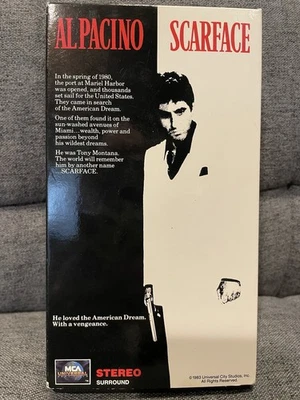 AL PACINO SCARFACE
In the spring of 1980,
the port at Mariel Harbor
was opened, and thousands
set sail for the United States.
They came in search
of the American Dream.
One of them found it on the
sun-washed avenues of
Miami...wealth, power and
passion beyond
his wildest dreams.
He was Tony Montana.
The world will remember
him by another name
...SCARFACE.
He loved the American Dream.
With a vengeance.
MCA
UNIVERSAL
STEREO
SURROUND
©1983 Universal City Studios, Inc.
All Rights Reserved.